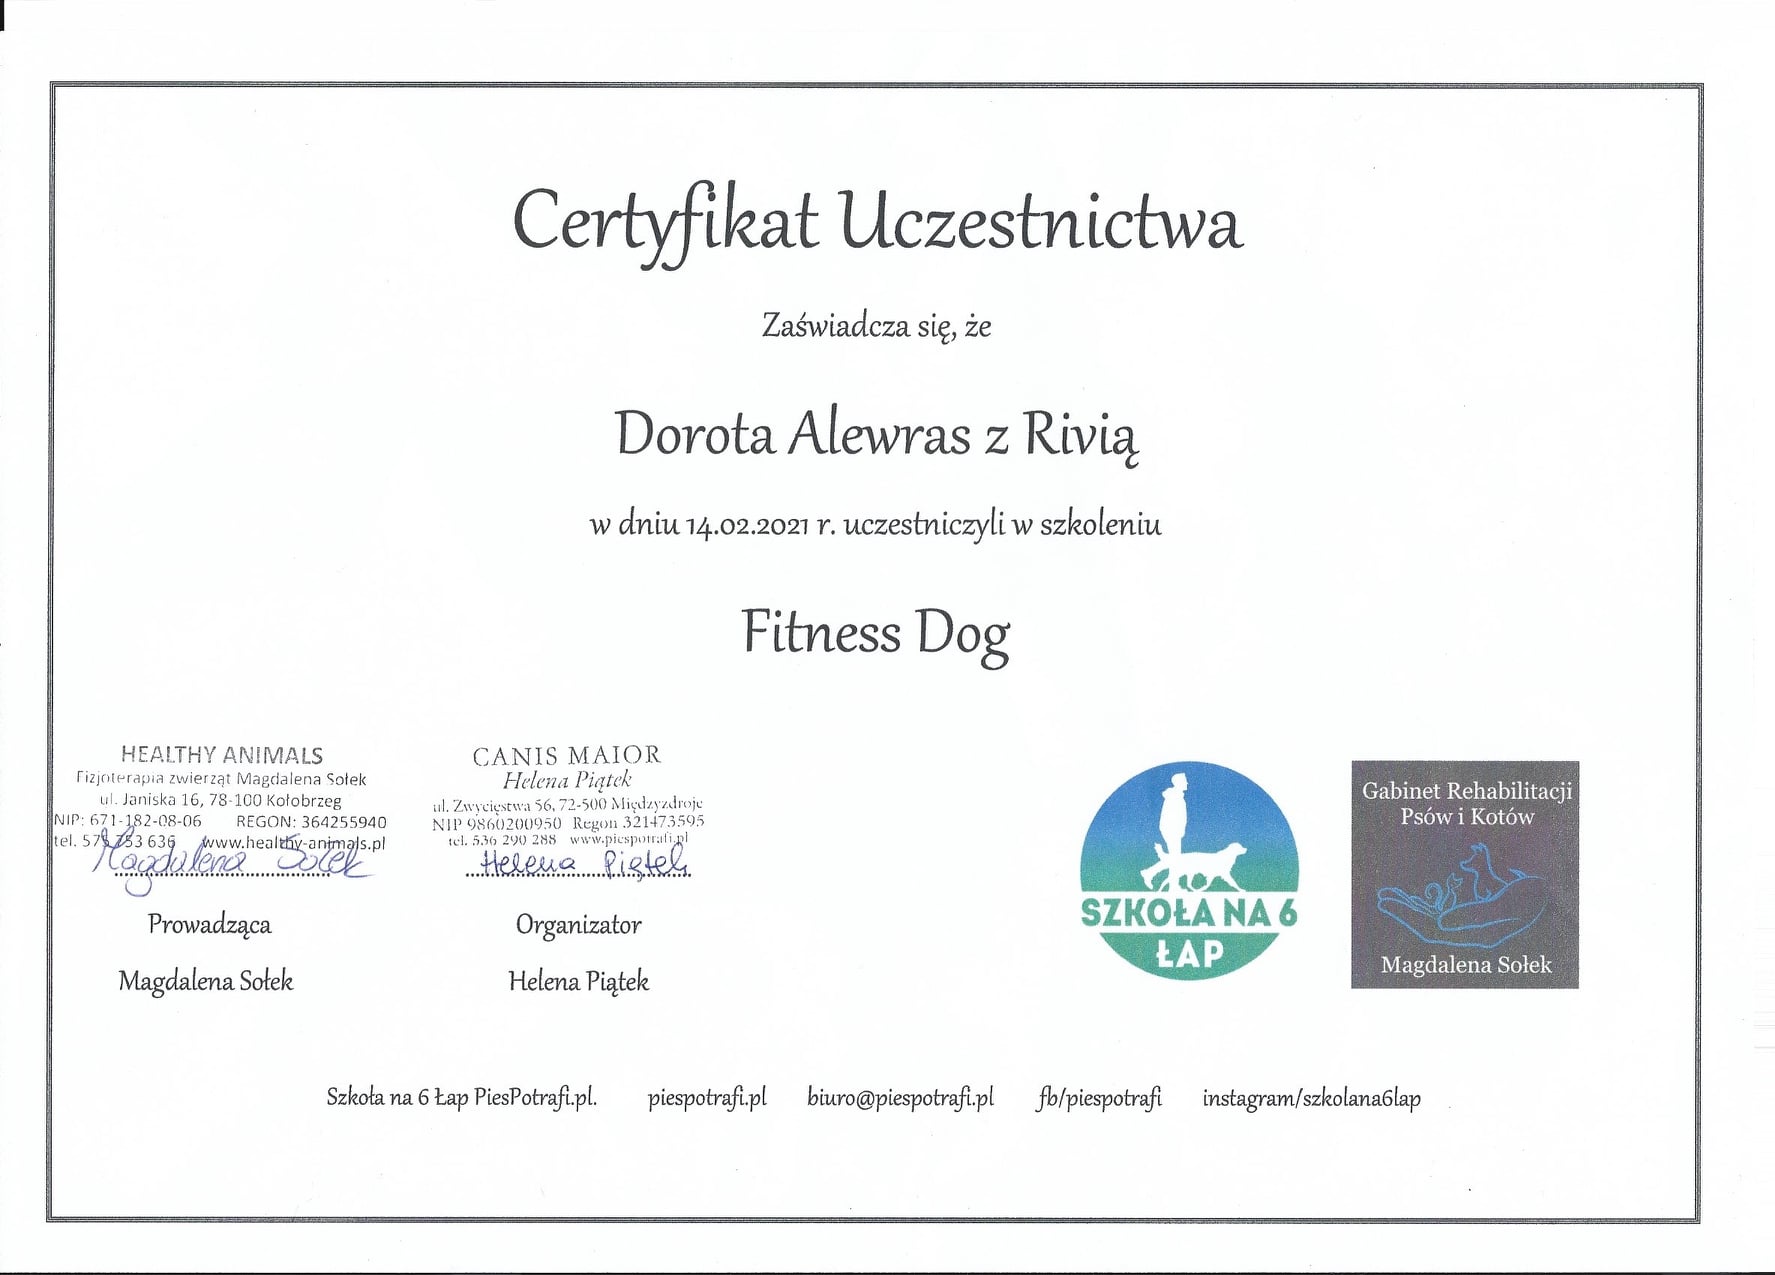 Certyfikat Uczestnictwa
Zaświadcza się, że
Dorota Alewras z Rivią
w dniu 14.02.2021 r. uczestniczyli w szkoleniu
Fitness Dog
HEALTHY ANIMALS
Fizjoterapia zwierząt Magdalena Sołek
ul. Janiska 16, 78-100 Kołobrzeg
NIP: 671-182-08-06 REGON: 364255940
tel. 636 www.healthy-animals.pl
Magdalena Sołek
Prowadząca
Magdalena Sołek
CANIS MAIOR
Helena Piątek
ul. Zwycięstwa 56, 72-500 Międzyzdroje
NIP 9860200950 Regon 321473595
tel. 536 290 288 www.piespotrafi.pl
Helena Piątek
Organizator
Helena Piątek
SZKOŁA NA 6
ŁAP
Gabinet Rehabilitacji
Psów i Kotów
Magdalena Sołek
Szkoła na 6 Łap PiesPotrafi.pl. piespotrafi.pl biuro@piespotrafi.pl fb/piespotrafi instagram/szkolana6lap